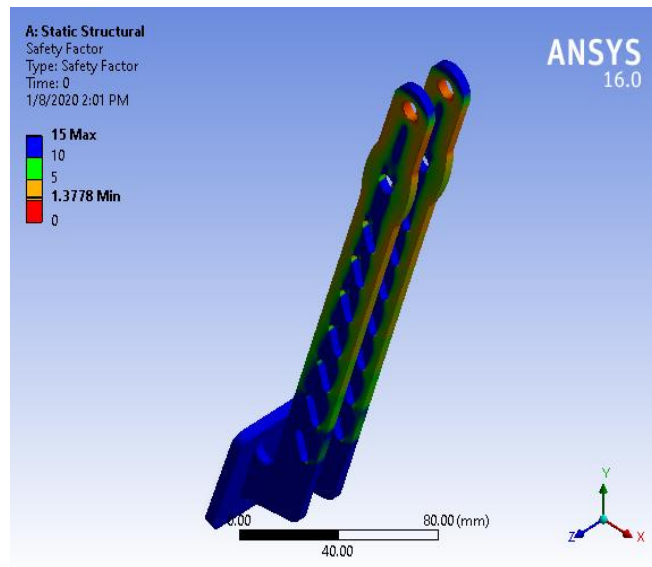 A: Static Structural
Safety Factor
Type: Safety Factor
Time: 0
1/8/2020 2:01 PM
15 Max
10
5
1.3778 Min
0
ANSYS
16.0
0.00
80.00 (mm)
40.00
Y
Z
X